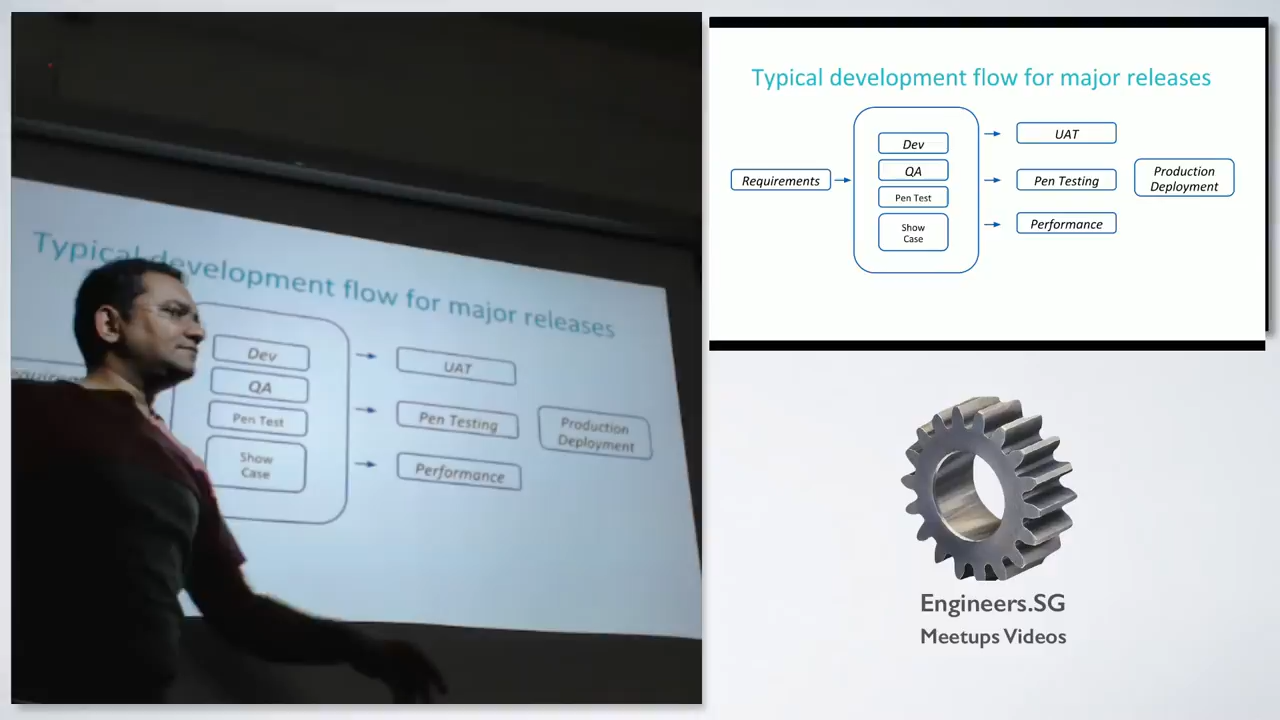 Typical development flow for major releases
Dev
QA
Pen Test
Show
Case
UAT
Pen Testing
Performance
Production
Deployment
Typical development flow for major releases
Requirements
Dev
QA
Pen Test
Show
Case
UAT
Pen Testing
Performance
Production
Deployment
Engineers.SG
Meetups Videos